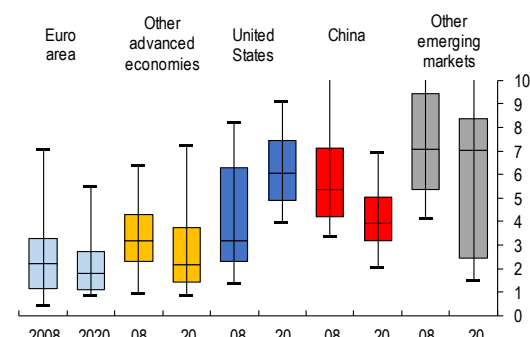 Euro
area
Other
advanced
economies
United
States
China
Other
emerging
markets
10
9
8
7
6
5
4
3
2
1
0
2008 2020 08 20 08 20 08 20 08 20